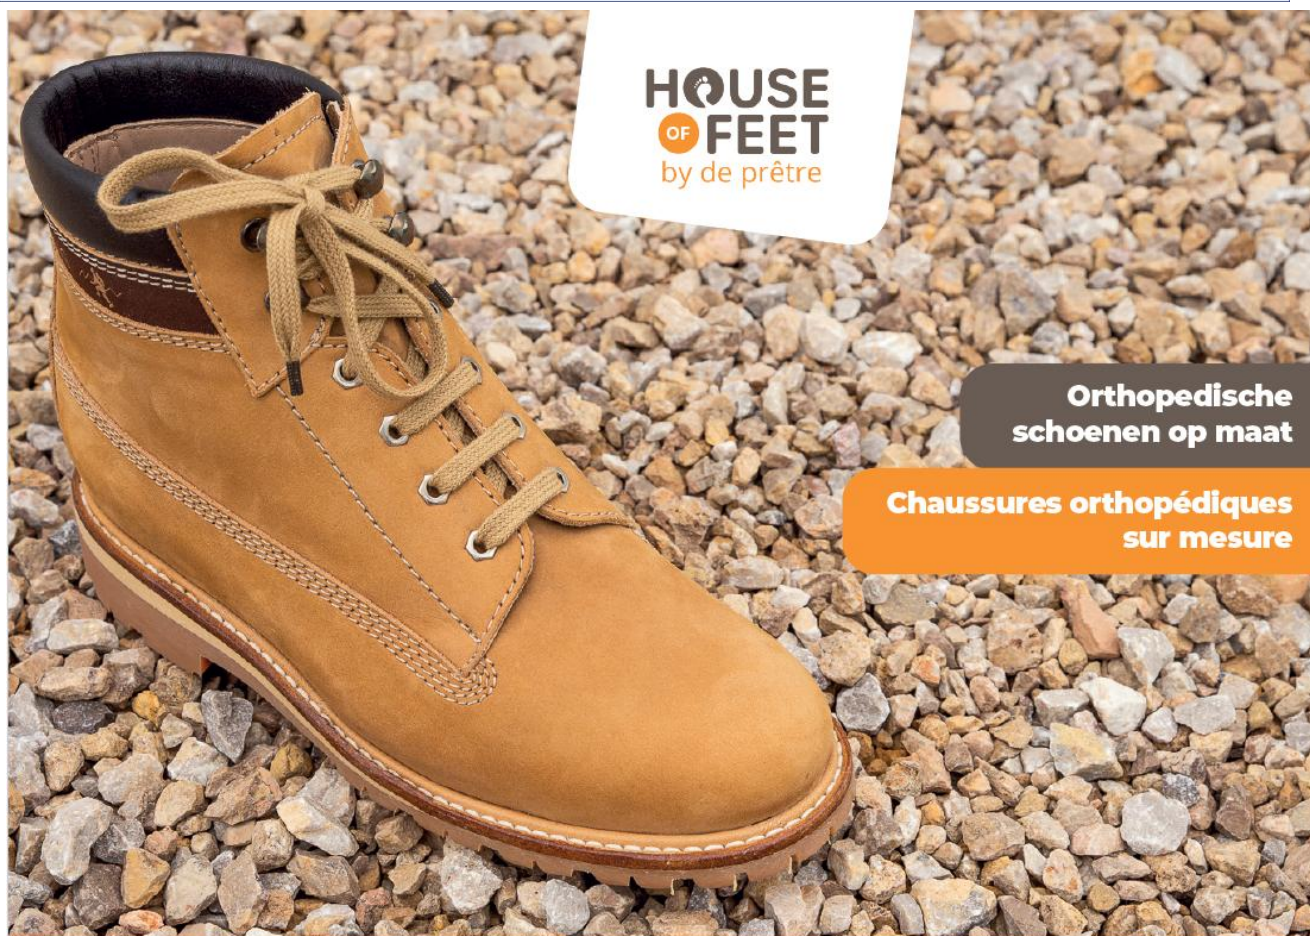 HOUSE
OF FEET
by de prêtre
Orthopedische
schoenen op maat
Chaussures orthopédiques
sur mesure